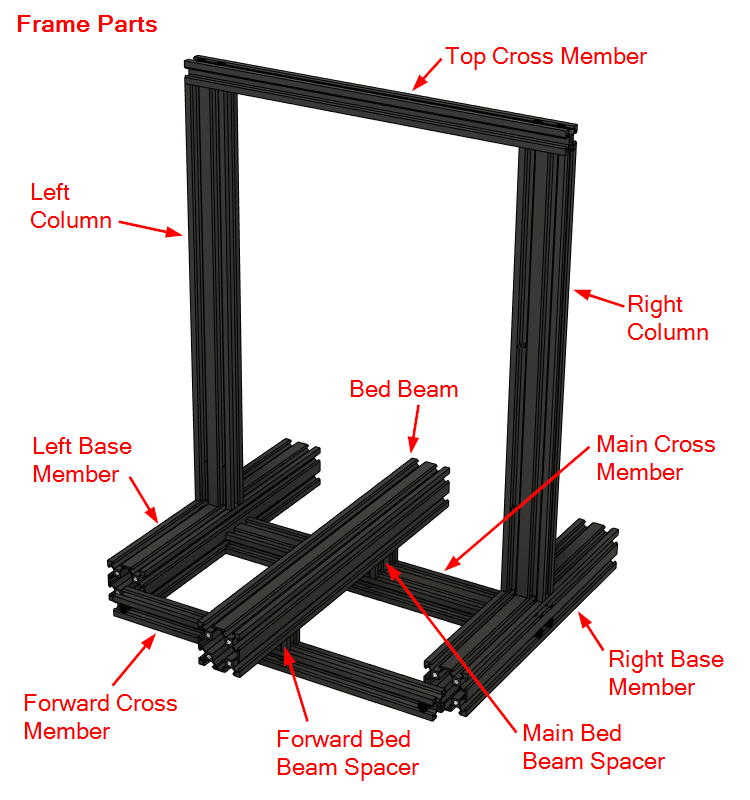 Frame Parts
Top Cross Member
Left
Column
Right
Column
Bed Beam
Left Base
Member
Main Cross
Member
Right Base
Member
Forward Cross
Member
Forward Bed
Beam Spacer
Main Bed
Beam Spacer